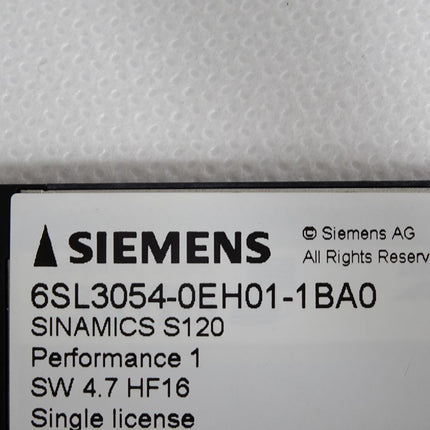 SIEMENS © Siemens AG
All Rights Reserv
6SL3054-0EH01-1BA0
SINAMICS S120
Performance 1
SW 4.7 HF16
Single license